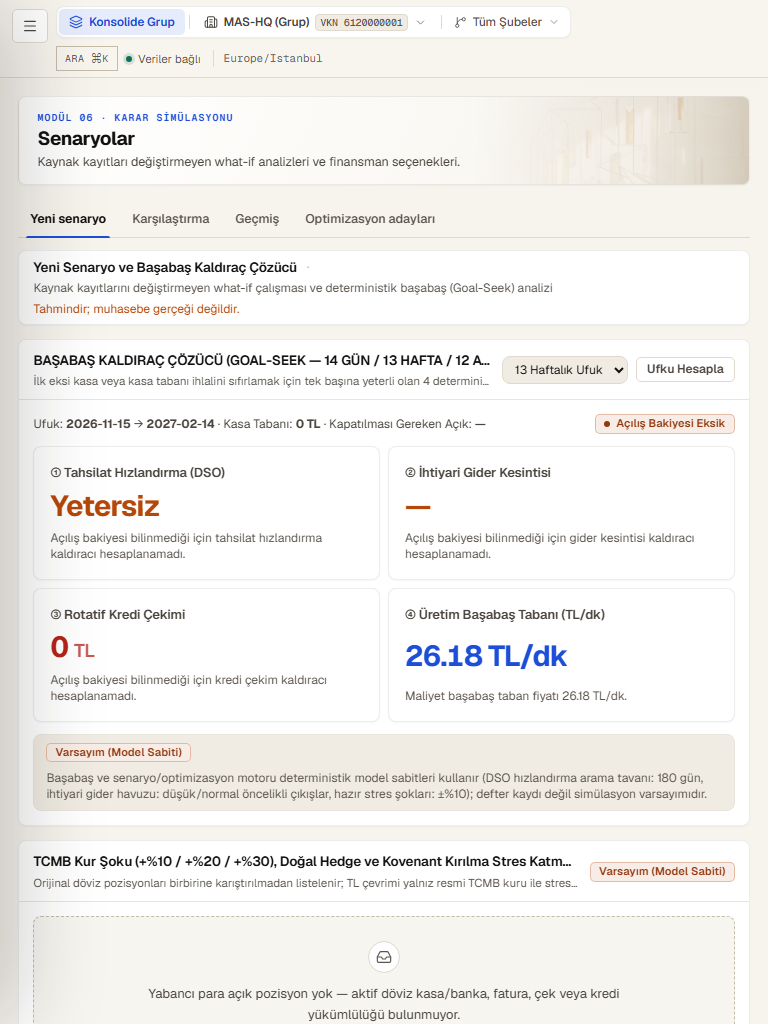 Konsolide Grup
MAS-HQ (Grup)
VKN 6120000001
Tüm Şubeler
ARA ⌘K
Veriler bağlı
Europe/Istanbul
MODÜL 06 · KARAR SİMÜLASYONU
Senaryolar
Kaynak kayıtları değiştirmeyen what-if analizleri ve finansman seçenekleri.
Yeni senaryo
Karşılaştırma
Geçmiş
Optimizasyon adayları
Yeni Senaryo ve Başabaş Kaldıraç Çözücü ·
Kaynak kayıtlarını değiştirmeyen what-if çalışması ve deterministik başabaş (Goal-Seek) analizi
Tahmindir; muhasebe gerçeği değildir.
BAŞABAŞ KALDIRAÇ ÇÖZÜCÜ (GOAL-SEEK — 14 GÜN / 13 HAFTA / 12 A...
İlk eksi kasa veya kasa tabanı ihlalini sıfırlamak için tek başına yeterli olan 4 determini...
13 Haftalık Ufuk
Ufku Hesapla
Ufuk: 2026-11-15 → 2027-02-14 · Kasa Tabanı: 0 TL · Kapatılması Gereken Açık: —
Açılış Bakiyesi Eksik
① Tahsilat Hızlandırma (DSO)
Yetersiz
Açılış bakiyesi bilinmediği için tahsilat hızlandırma
kaldıracı hesaplanamadı.
② İhtiyari Gider Kesintisi
—
Açılış bakiyesi bilinmediği için gider kesintisi kaldıracı
hesaplanamadı.
③ Rotatif Kredi Çekimi
0 TL
Açılış bakiyesi bilinmediği için kredi çekim kaldıracı
hesaplanamadı.
④ Üretim Başabaş Tabanı (TL/dk)
26.18 TL/dk
Maliyet başabaş taban fiyatı 26.18 TL/dk.
Varsayım (Model Sabiti)
Başabaş ve senaryo/optimizasyon motoru deterministik model sabitleri kullanır (DSO hızlandırma arama tavanı: 180 gün,
ihtiyari gider havuzu: düşük/normal öncelikli çıkışlar, hazır stres şokları: ±%10); defter kaydı değil simülasyon varsayımıdır.
TCMB Kur Şoku (+%10 / +%20 / +%30), Doğal Hedge ve Kovenant Kırılma Stres Katm...
Orijinal döviz pozisyonları birbirine karıştırılmadan listelenir; TL çevrimi yalnız resmi TCMB kuru ile stres...
Varsayım (Model Sabiti)
Yabancı para açık pozisyon yok — aktif döviz kasa/banka, fatura, çek veya kredi
yükümlülüğü bulunmuyor.